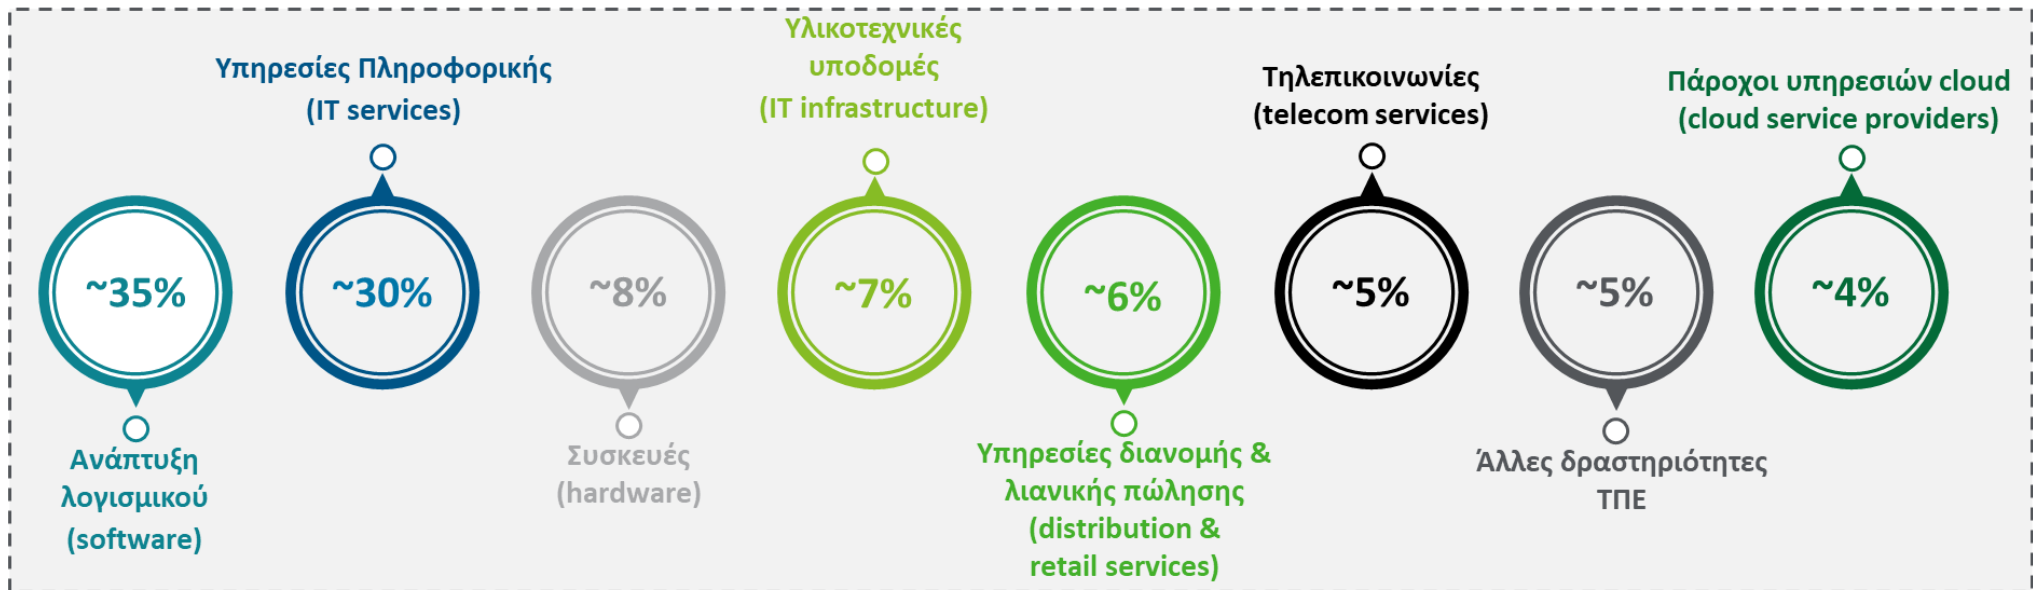 ~35%
Ανάπτυξη
λογισμικού
(software)
Υπηρεσίες Πληροφορικής
(IT services)
~30%
~8%
Συσκευές
(hardware)
Υλικοτεχνικές
υποδομές
(IT infrastructure)
~7%
~6%
Υπηρεσίες διανομής &
λιανικής πώλησης
(distribution &
retail services)
Τηλεπικοινωνίες
(telecom services)
~5%
~5%
Άλλες δραστηριότητες
ΤΠΕ
Πάροχοι υπηρεσιών cloud
(cloud service providers)
~4%